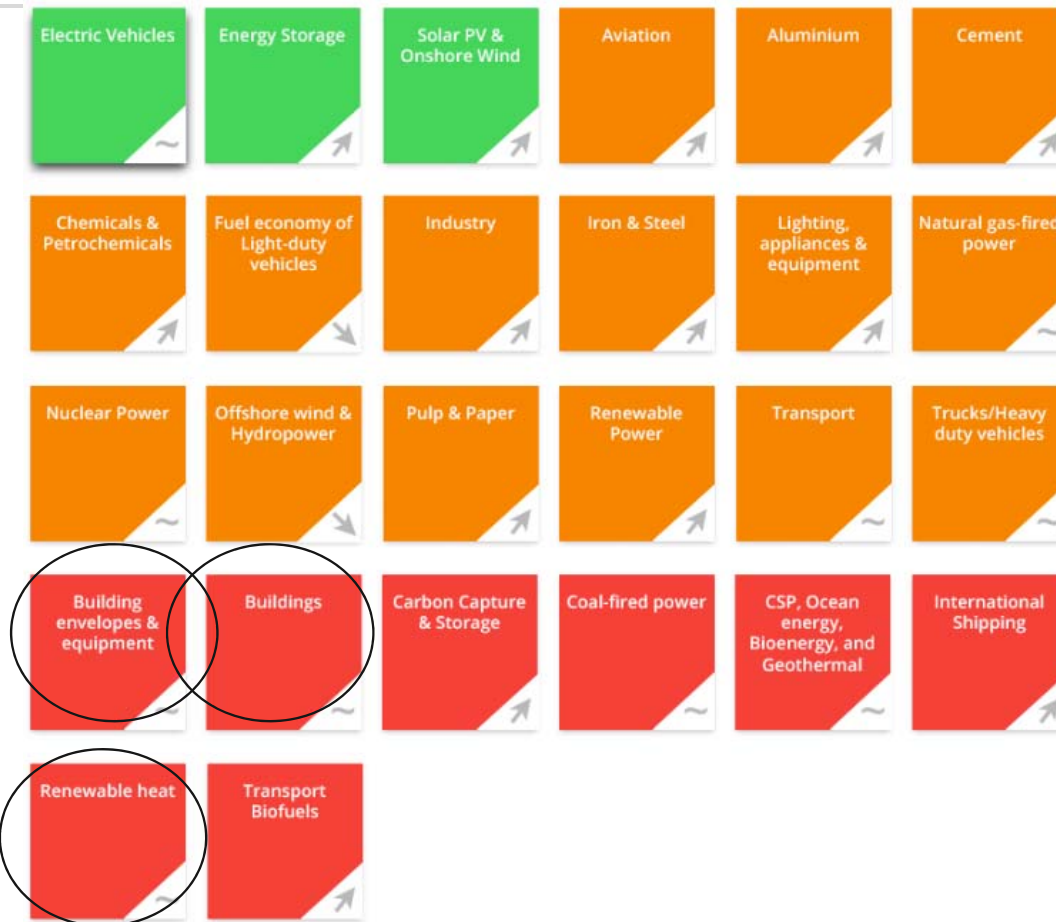 Electric Vehicles
Energy Storage
Solar PV &
Onshore Wind
Aviation
Aluminium
Cement
Chemicals &
Petrochemicals
Fuel economy of
Light-duty
vehicles
Industry
Iron & Steel
Lighting,
appliances &
equipment
Natural gas-fired
power
Nuclear Power
Offshore wind &
Hydropower
Pulp & Paper
Renewable
Power
Transport
Trucks/Heavy
duty vehicles
Building
envelopes &
equipment
Buildings
Carbon Capture
& Storage
Coal-fired power
CSP, Ocean
energy,
Bioenergy, and
Geothermal
International
Shipping
Renewable heat
Transport
Biofuels